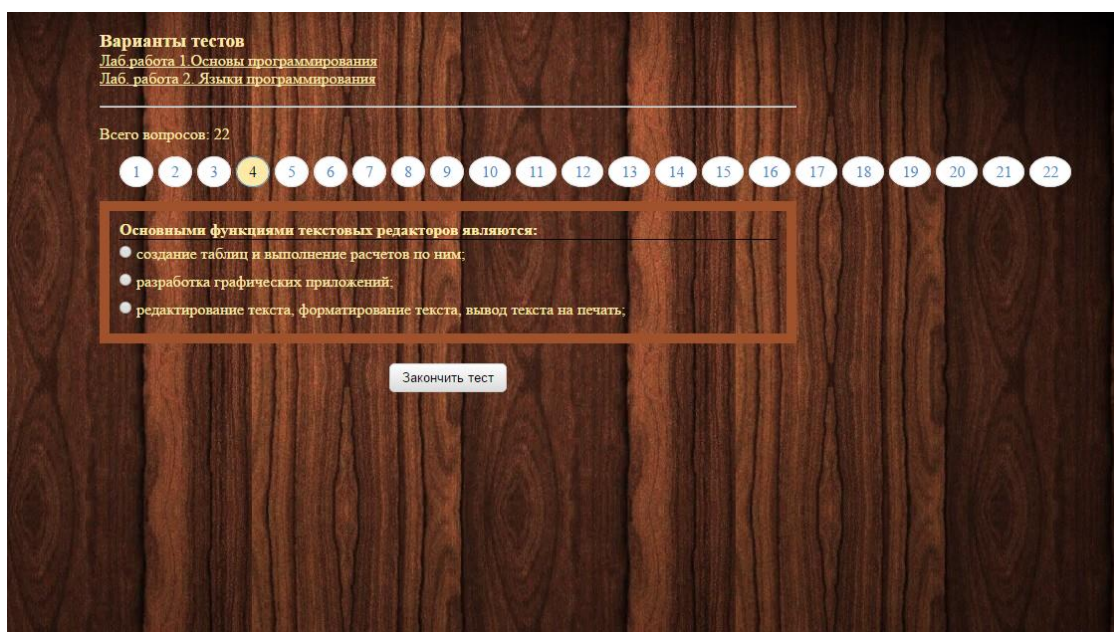 Варианты тестов
Лаб.работа 1.Основы программирования
Лаб. работа 2. Языки программирования
Всего вопросов: 22
1 2 3 4 5 6 7 8 9 10 11 12 13 14 15 16 17 18 19 20 21 22
Основными функциями текстовых редакторов являются:
создание таблиц и выполнение расчетов по ним;
разработка графических приложений;
редактирование текста, форматирование текста, вывод текста на печать;
Закончить тест